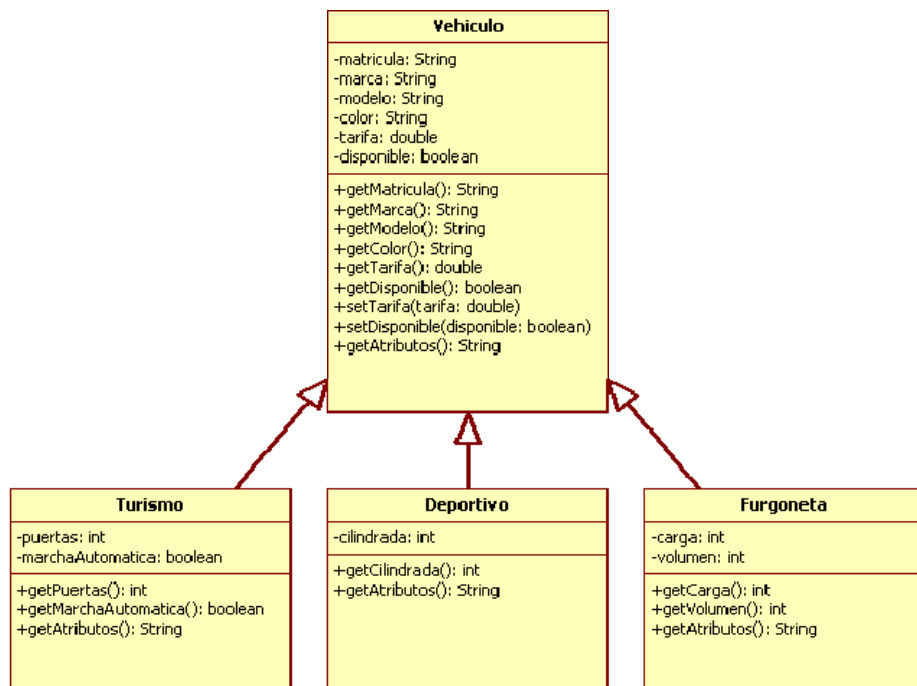 Vehiculo
-matricula: String
-marca: String
-modelo: String
-color: String
-tarifa: double
-disponible: boolean
+getMatricula(): String
+getMarca(): String
+getModelo(): String
+getColor(): String
+getTarifa(): double
+getDisponible(): boolean
+setTarifa(tarifa: double)
+setDisponible(disponible: boolean)
+getAtributos(): String
Turismo
-puertas: int
-marchaAutomatica: boolean
+getPuertas(): int
+getMarchaAutomatica(): boolean
+getAtributos(): String
Deportivo
-cilindrada: int
+getCilindrada(): int
+getAtributos(): String
Furgoneta
-carga: int
-volumen: int
+getCarga(): int
+getVolumen(): int
+getAtributos(): String